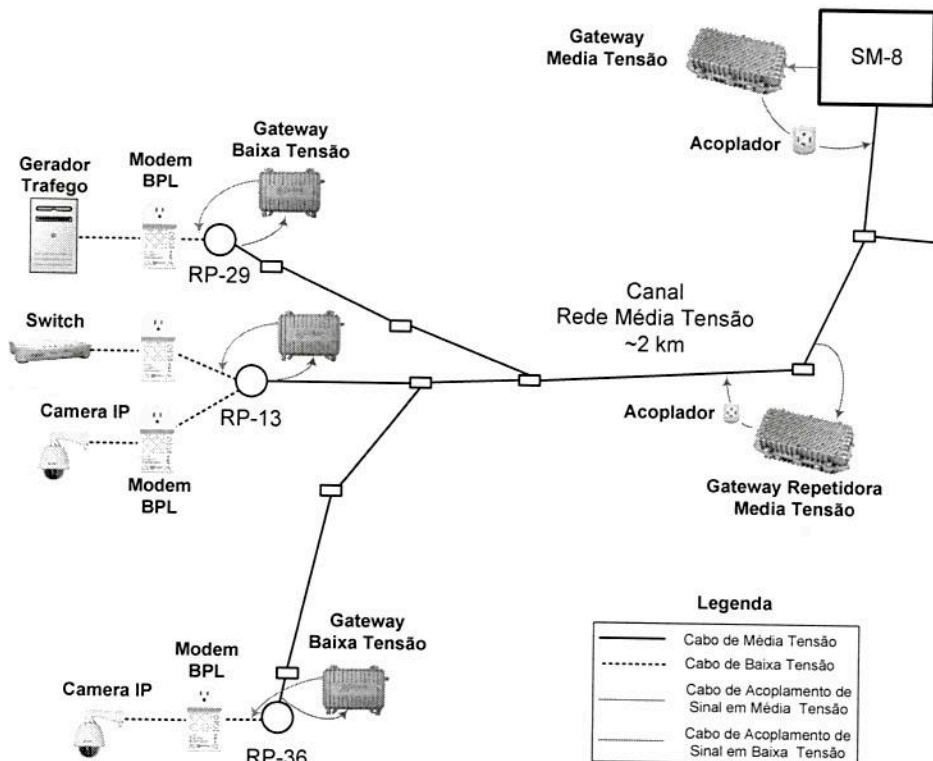 Gateway
Media Tensão
SM-8
Acoplador
Gateway
Baixa Tensão
Modem
BPL
Gerador
Trafego
RP-29
Switch
Canal
Rede Média Tensão
~2 km
Camera IP
RP-13
Acoplador
Modem
BPL
Gateway Repetidora
Media Tensão
Gateway
Baixa Tensão
Modem
BPL
Camera IP
RP-36
Legenda
Cabo de Média Tensão
Cabo de Baixa Tensão
Cabo de Acoplamento de
Sinal em Média Tensão
Cabo de Acoplamento de
Sinal em Baixa Tensão